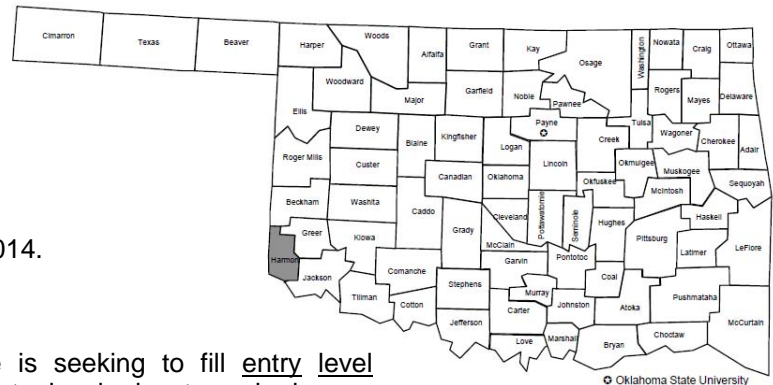 Cimarron Texas Beaver Harper Woods Alfalfa Grant Kay Osage Washington Nowata Craig Ottawa
Woodward Major Garfield Noble Pawnee Rogers Mayes Delaware
Ellis Dewey Blaine Kingfisher Logan Payne Creek Tulsa Wagoner Cherokee Adair
Roger Mills Custer Canadian Oklahoma Lincoln Okfuskee Okmulgee Muskogee Sequoyah
Beckham Washita Caddo Grady Cleveland Pottawatomie Seminole Hughes McIntosh Haskell
Harmon Greer Kiowa McClain Pittsburg Latimer LeFlore
Jackson Comanche Stephens Garvin Pontotoc Coal
Tillman Cotton Murray Johnston Atoka Pushmataha McCurtain
Jefferson Carter Love Marshall Bryan Choctaw
014.
is seeking to fill entry level
Oklahoma State University